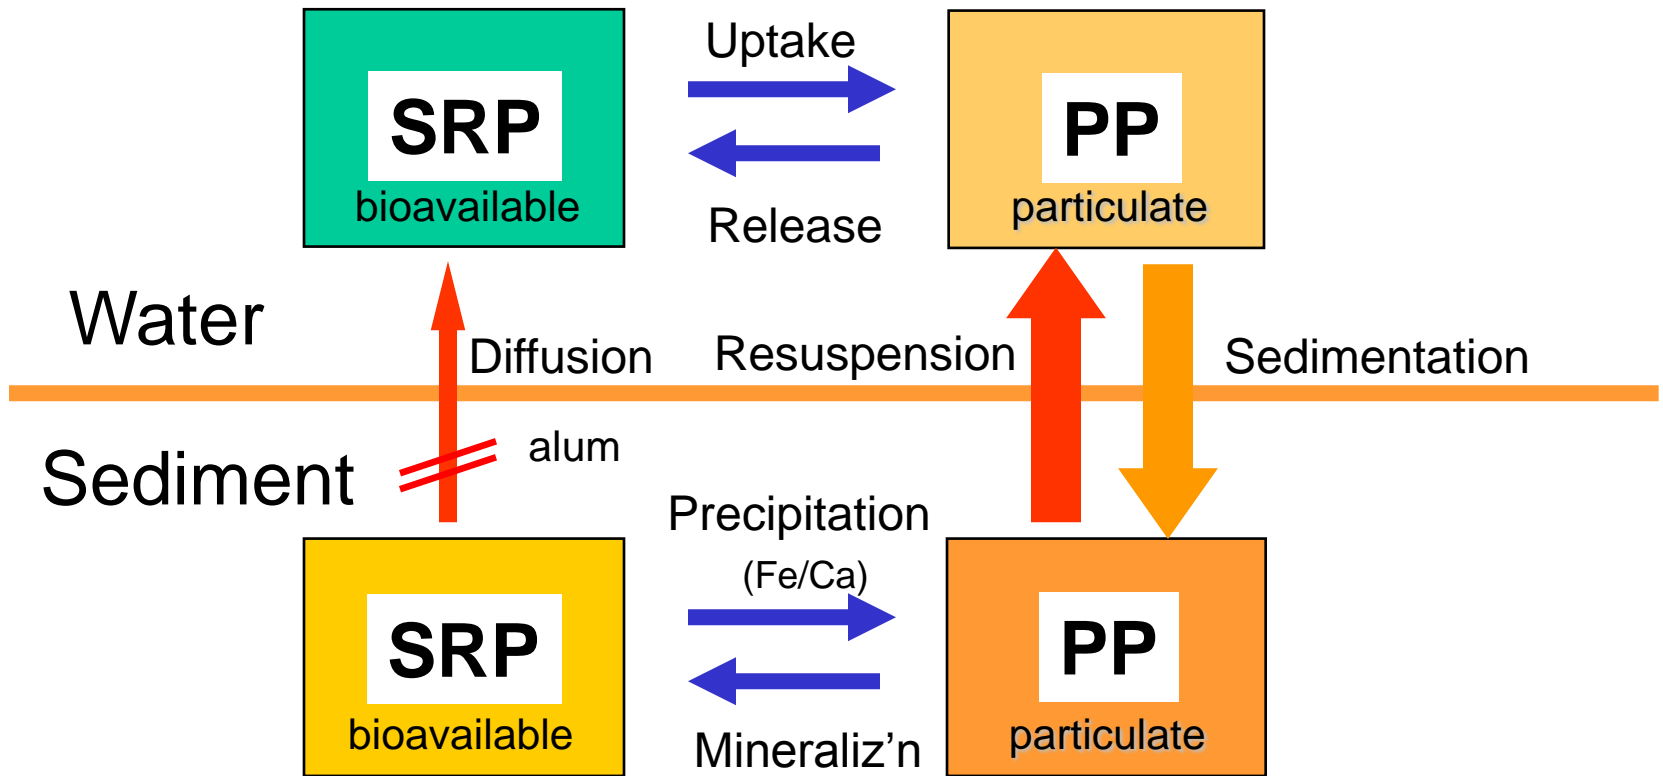 Uptake
SRP
bioavailable
PP
particulate
Release
Water
Diffusion
Resuspension
Sedimentation
Sediment
alum
Precipitation
(Fe/Ca)
SRP
bioavailable
PP
particulate
Mineraliz’n